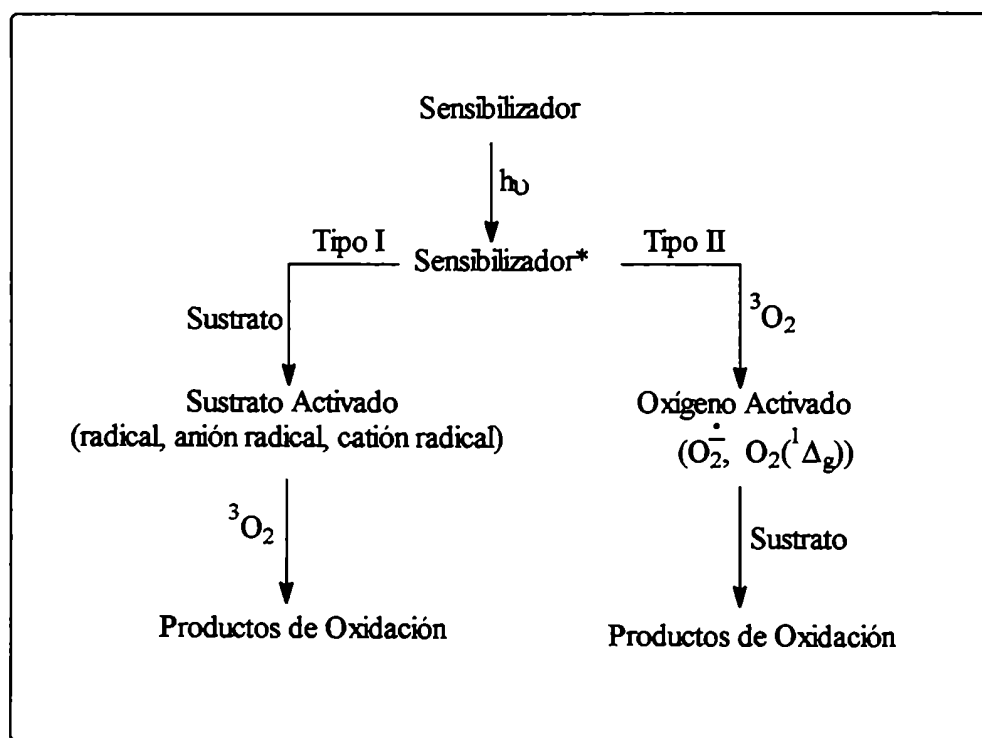 Sensibilizador
hυ
Tipo I
Sensibilizador*
Tipo II
Sustrato
³O₂
Sustrato Activado
(radical, anión radical, catión radical)
Oxígeno Activado
(O₂•⁻, O₂(¹Δg))
³O₂
Sustrato
Productos de Oxidación
Productos de Oxidación